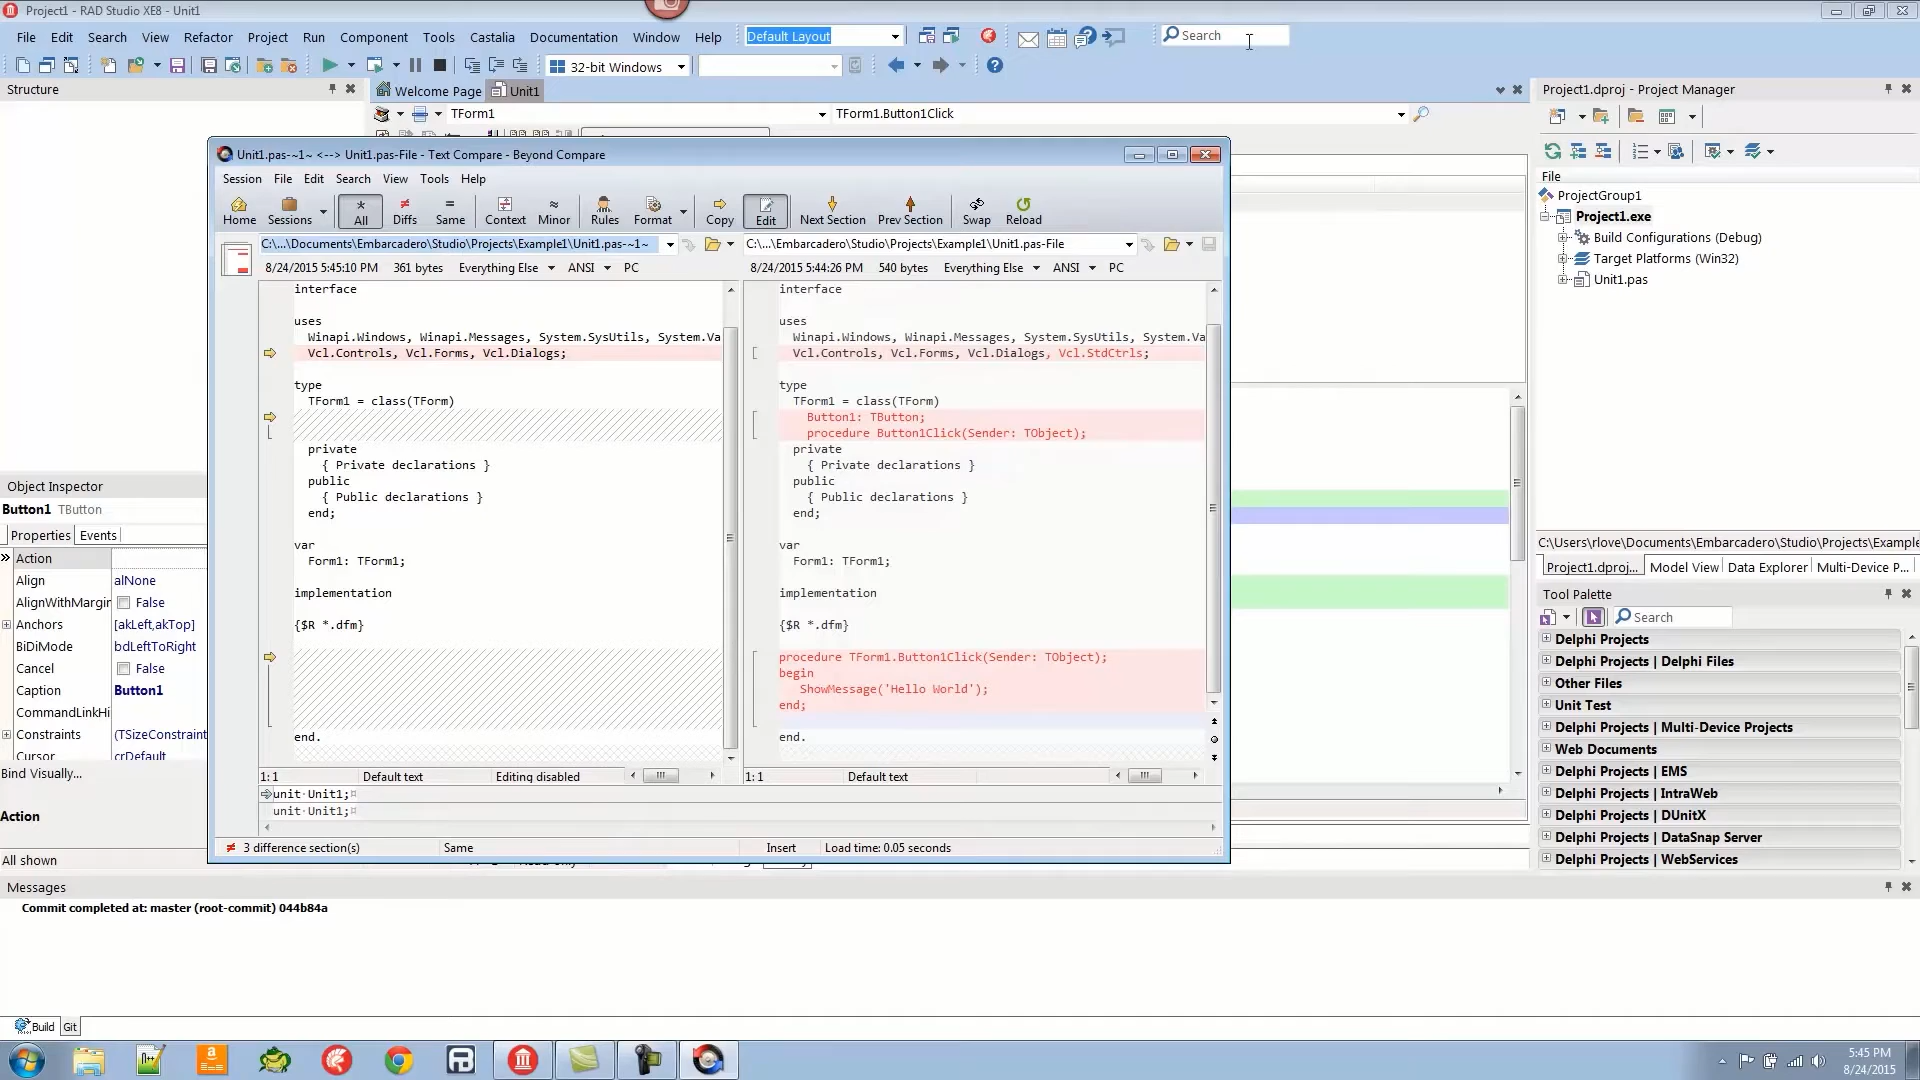 Project1 - RAD Studio XE8 - Unit1
File Edit Search View Refactor Project Run Component Tools Castalia Documentation Window Help Default Layout Search
32-bit Windows
Structure
Welcome Page Unit1
TForm1 TForm1.Button1Click
Project1.dproj - Project Manager
File
ProjectGroup1
Project1.exe
Build Configurations (Debug)
Target Platforms (Win32)
Unit1.pas
Unit1.pas-~1~ <--> Unit1.pas-File - Text Compare - Beyond Compare
Session File Edit Search View Tools Help
Home Sessions All Diffs Same Context Minor Rules Format Copy Edit Next Section Prev Section Swap Reload
C:\...\Documents\Embarcadero\Studio\Projects\Example1\Unit1.pas-~1~
8/24/2015 5:45:10 PM 361 bytes Everything Else ANSI PC
interface
uses
Winapi.Windows, Winapi.Messages, System.SysUtils, System.Va
Vcl.Controls, Vcl.Forms, Vcl.Dialogs;
type
TForm1 = class(TForm)
private
{ Private declarations }
public
{ Public declarations }
end;
var
Form1: TForm1;
implementation
{$R *.dfm}
end.
1:1 Default text Editing disabled
C:\...\Embarcadero\Studio\Projects\Example1\Unit1.pas-File
8/24/2015 5:44:26 PM 540 bytes Everything Else ANSI PC
interface
uses
Winapi.Windows, Winapi.Messages, System.SysUtils, System.Va
Vcl.Controls, Vcl.Forms, Vcl.Dialogs, Vcl.StdCtrls;
type
TForm1 = class(TForm)
Button1: TButton;
procedure Button1Click(Sender: TObject);
private
{ Private declarations }
public
{ Public declarations }
end;
var
Form1: TForm1;
implementation
{$R *.dfm}
procedure TForm1.Button1Click(Sender: TObject);
begin
ShowMessage('Hello World');
end;
end.
1:1 Default text
unit·Unit1;¤
unit·Unit1;¤
3 difference section(s) Same Insert Load time: 0.05 seconds
Object Inspector
Button1 TButton
Properties Events
Action
Align alNone
AlignWithMargin False
Anchors [akLeft,akTop]
BiDiMode bdLeftToRight
Cancel False
Caption Button1
CommandLinkHi
Constraints (TSizeConstraint
Cursor crDefault
Bind Visually...
Action
All shown
C:\Users\rlove\Documents\Embarcadero\Studio\Projects\Example
Project1.dproj... Model View Data Explorer Multi-Device P...
Tool Palette
Search
Delphi Projects
Delphi Projects | Delphi Files
Other Files
Unit Test
Delphi Projects | Multi-Device Projects
Web Documents
Delphi Projects | EMS
Delphi Projects | IntraWeb
Delphi Projects | DUnitX
Delphi Projects | DataSnap Server
Delphi Projects | WebServices
Messages
Commit completed at: master (root-commit) 044b84a
Build Git
5:45 PM
8/24/2015